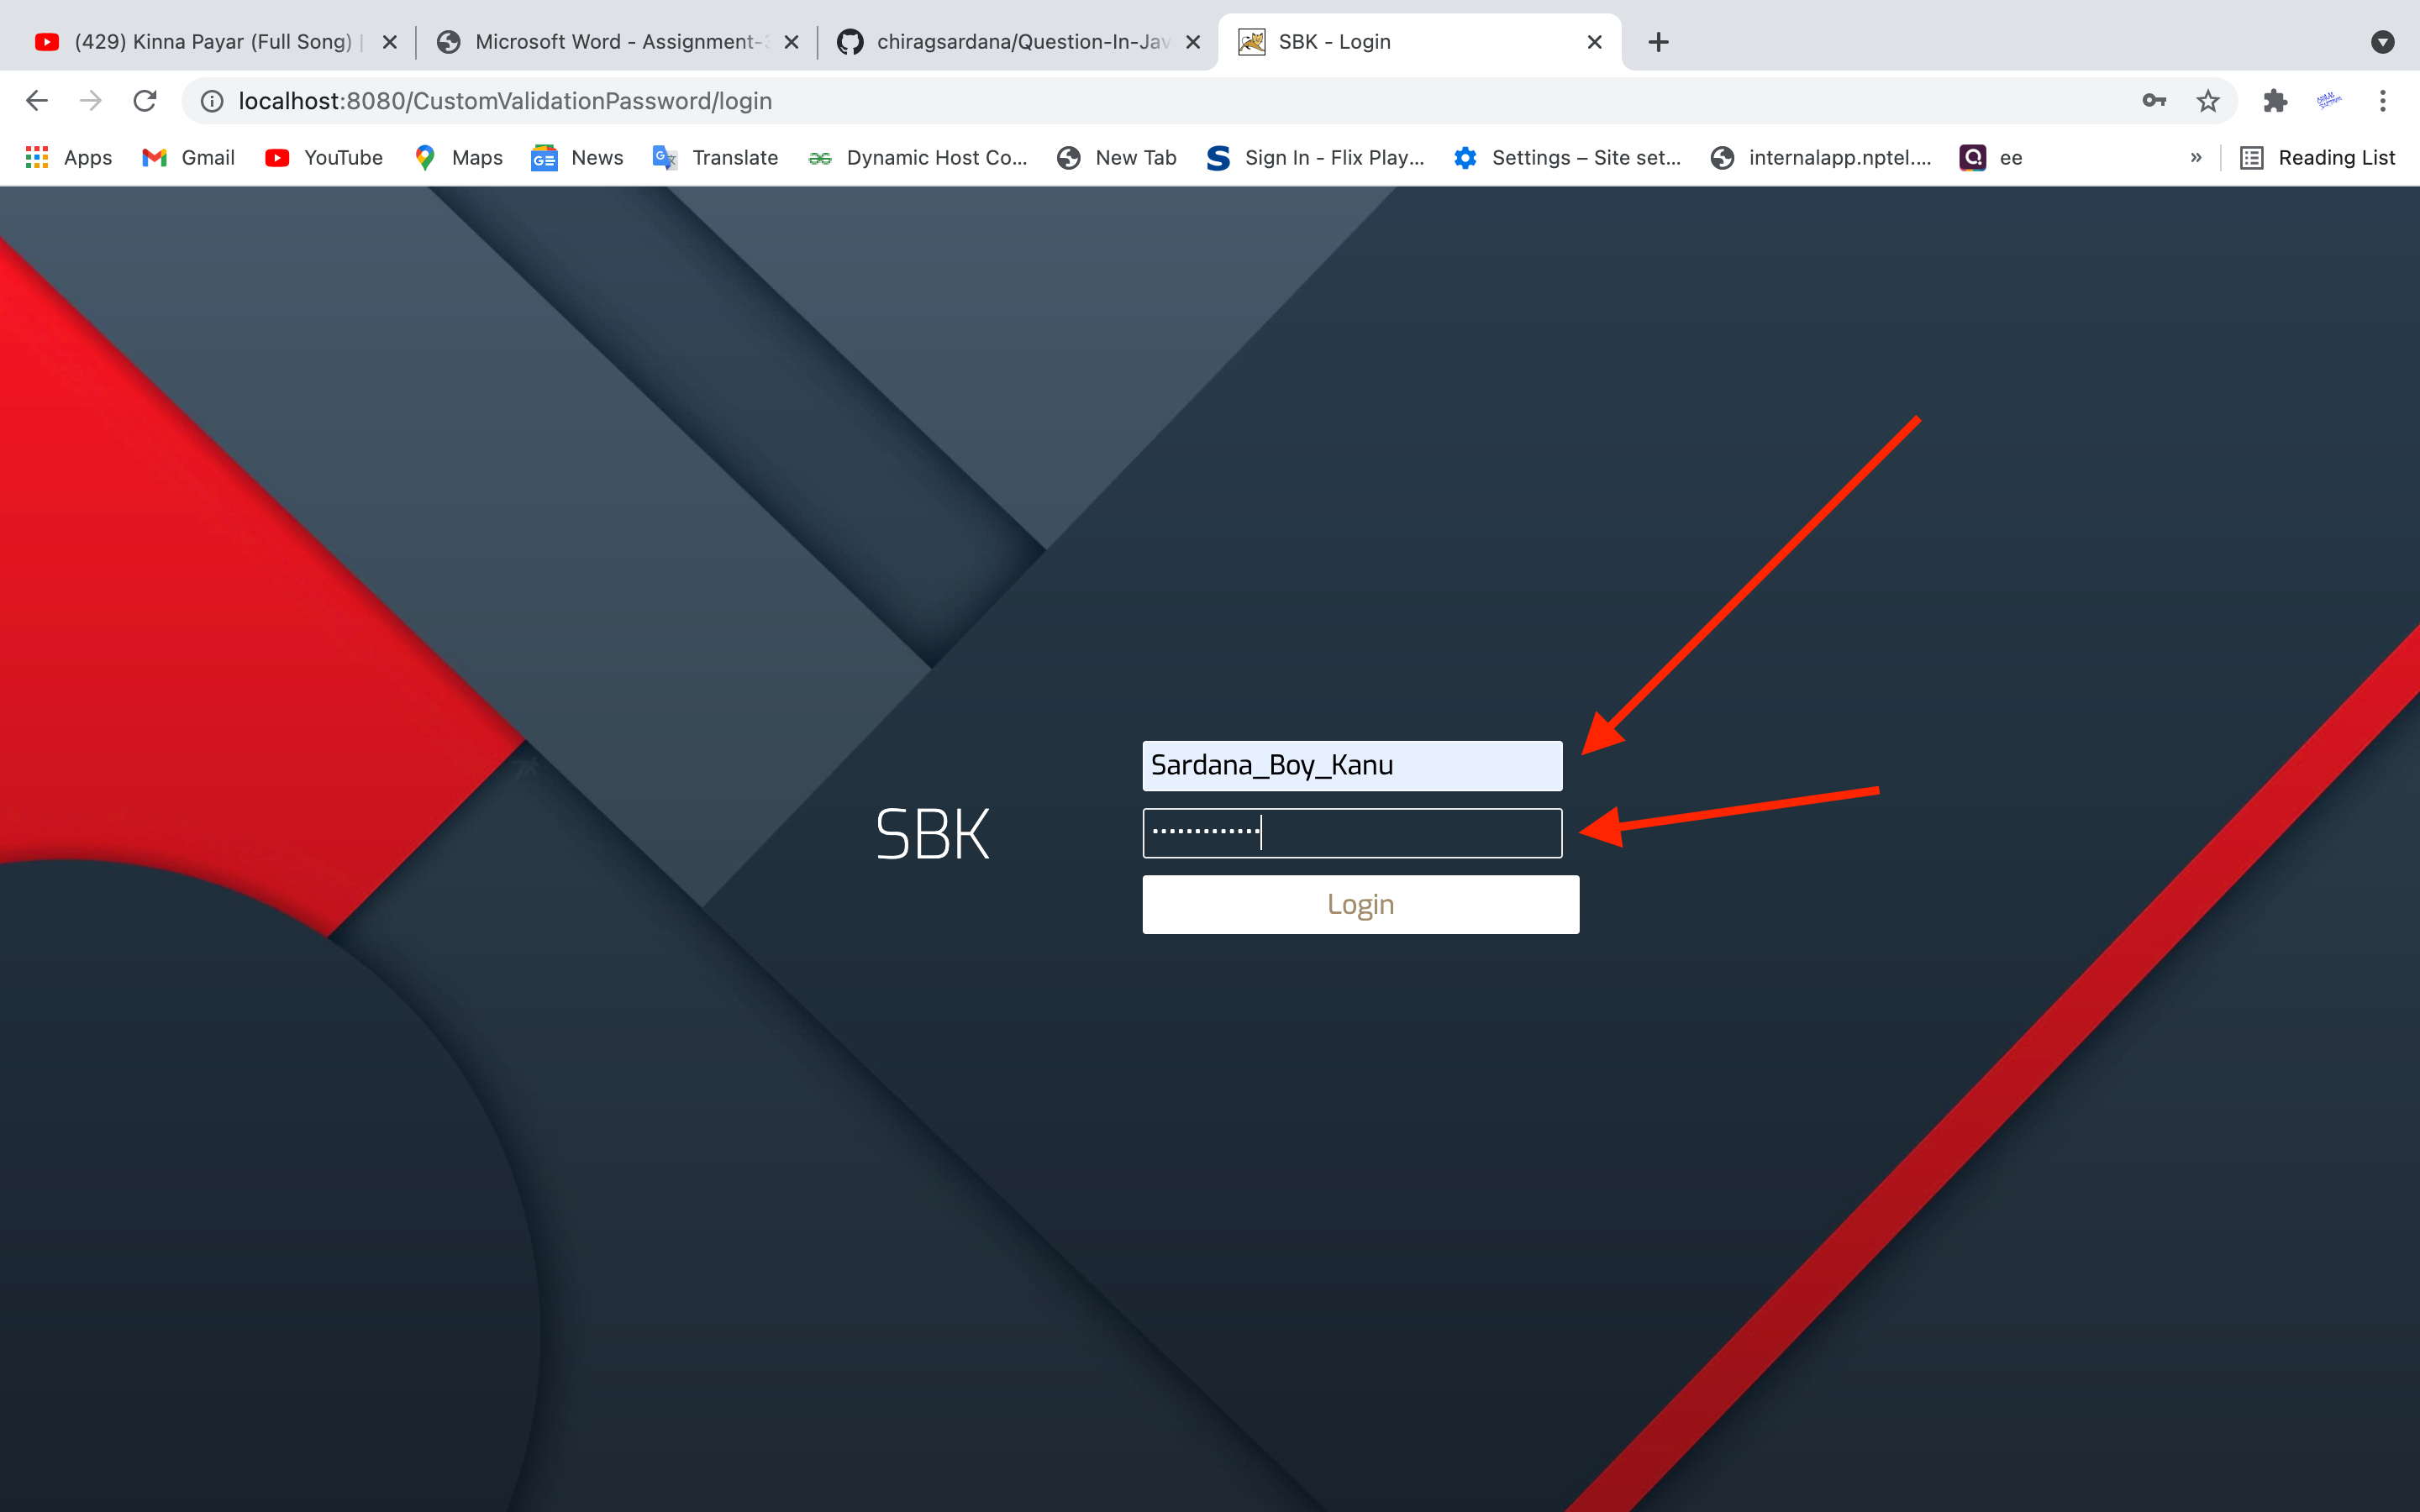 (429) Kinna Payar (Full Song) |
Microsoft Word - Assignment-
chiragsardana/Question-In-Jav
SBK - Login
localhost:8080/CustomValidationPassword/login
Apps
Gmail
YouTube
Maps
News
Translate
Dynamic Host Co...
New Tab
Sign In - Flix Play...
Settings – Site set...
internalapp.nptel....
ee
»
Reading List
SBK
Sardana_Boy_Kanu
•••••••••••••
Login